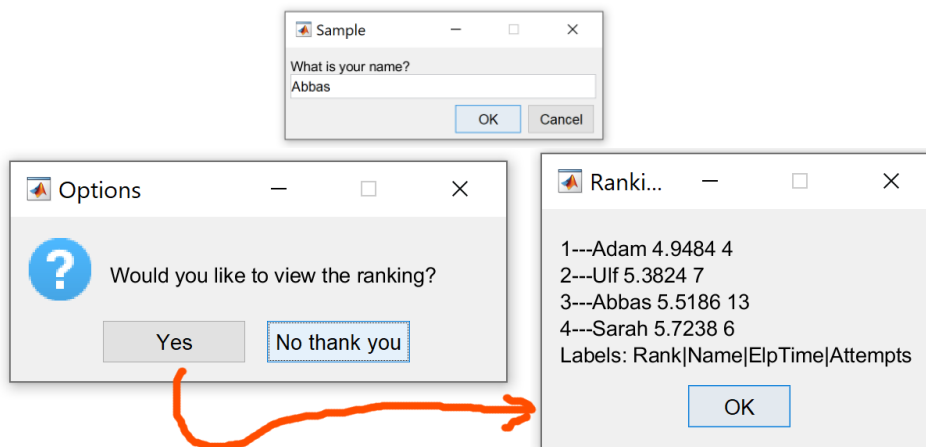 Sample
What is your name?
Abbas
OK Cancel
Options
Would you like to view the ranking?
Yes No thank you
Ranki...
1---Adam 4.9484 4
2---Ulf 5.3824 7
3---Abbas 5.5186 13
4---Sarah 5.7238 6
Labels: Rank|Name|ElpTime|Attempts
OK